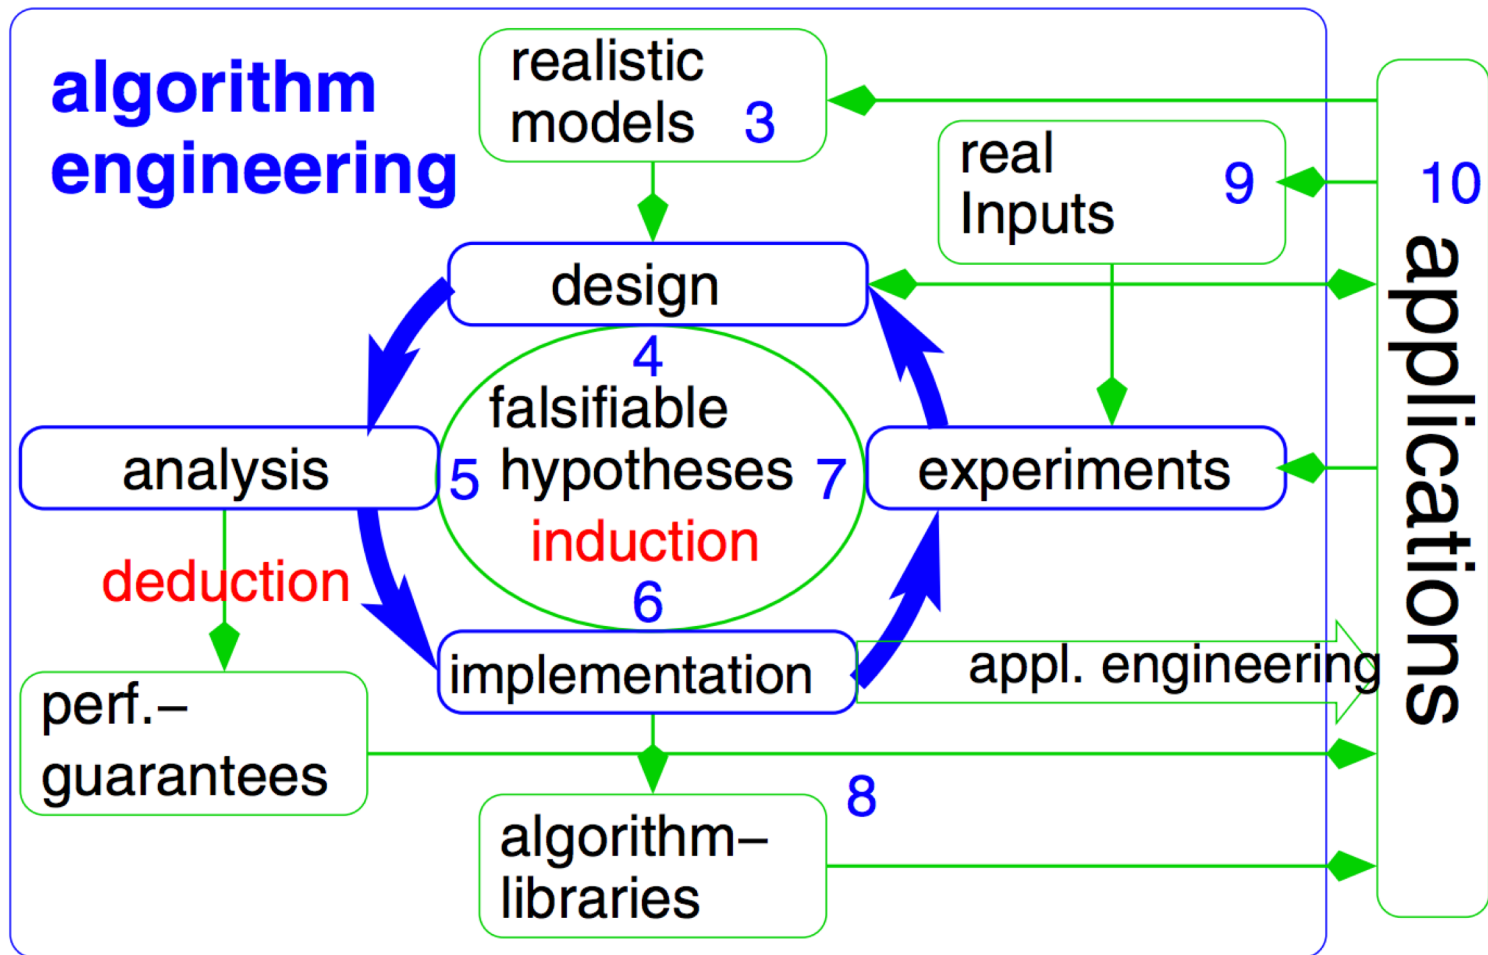 algorithm
engineering
realistic
models 3
real
Inputs 9
10
applications
design
4
falsifiable
hypotheses
5
7
induction
6
analysis
experiments
deduction
implementation
appl. engineering
perf.–
guarantees
8
algorithm–
libraries